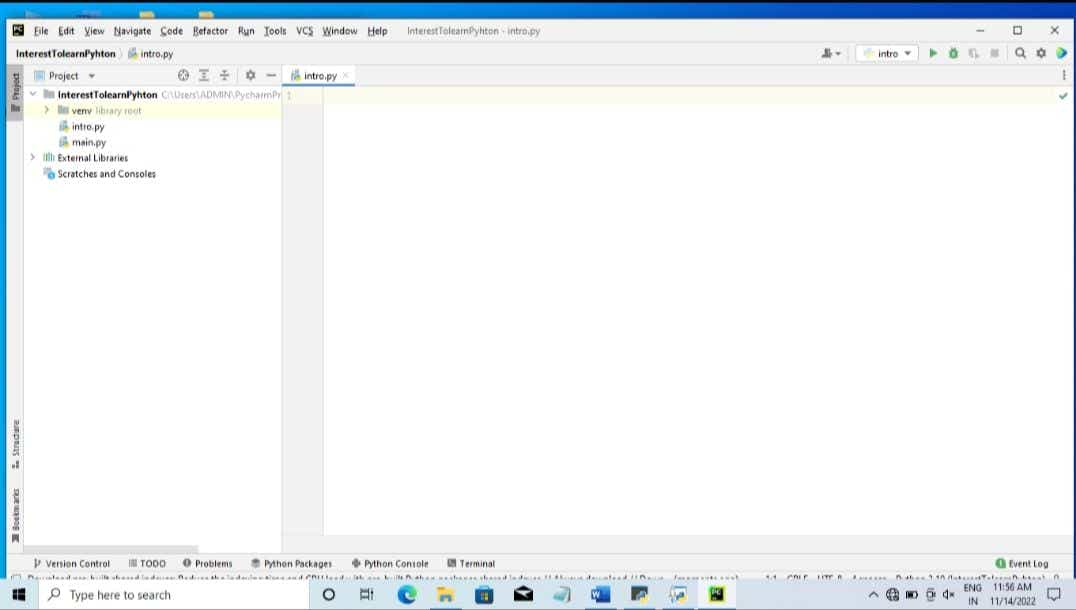 File Edit View Navigate Code Refactor Run Tools VCS Window Help InterestTolearnPyhton - intro.py
InterestTolearnPyhton intro.py intro
Project intro.py
Project
InterestTolearnPyhton C:\Users\ADMIN\PycharmPr 1
venv library root
intro.py
main.py
External Libraries
Scratches and Consoles
Structure
Bookmarks
Version Control TODO Problems Python Packages Python Console Terminal Event Log
Type here to search ENG 11:56 AM
IN 11/14/2022